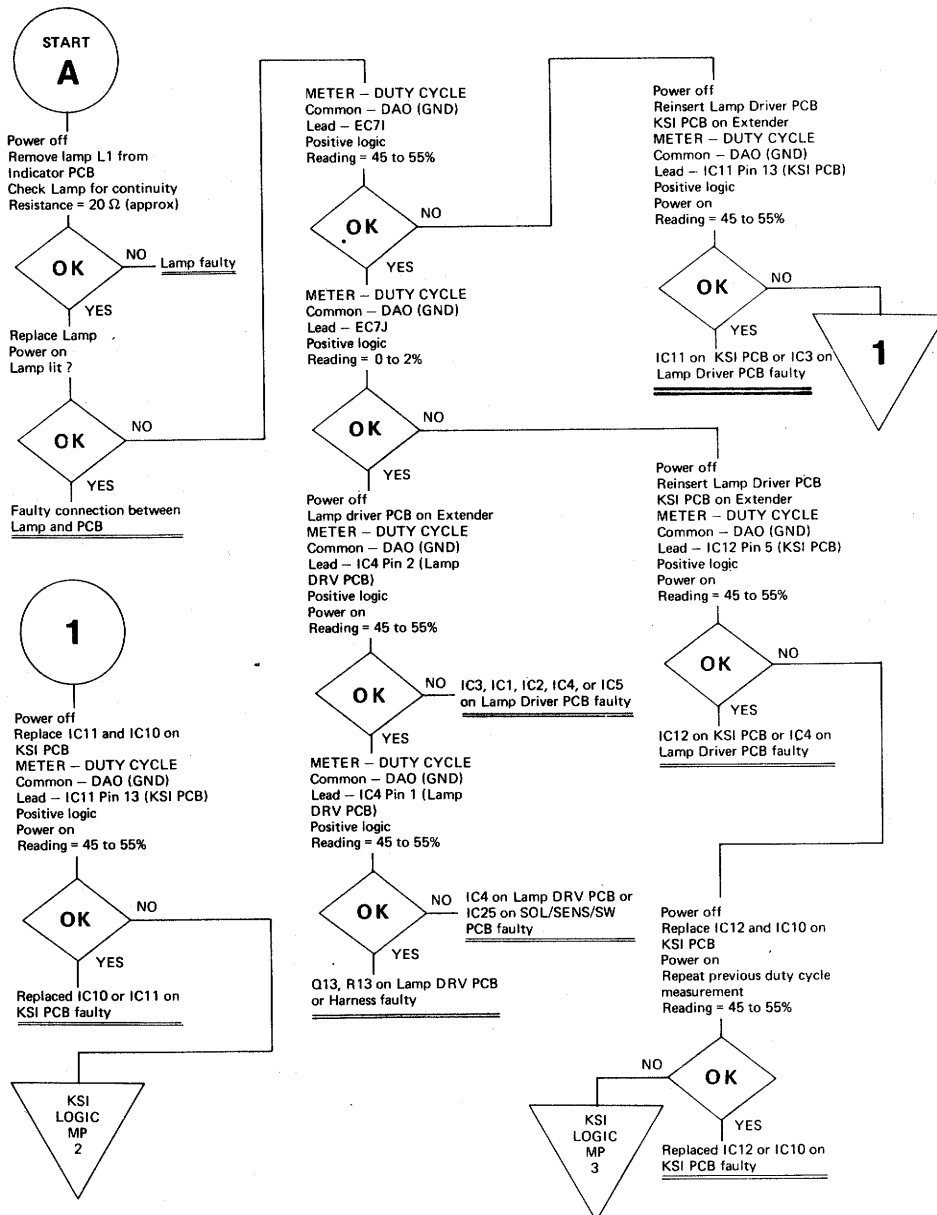 START
A
Power off
Remove lamp L1 from
Indicator PCB
Check Lamp for continuity
Resistance = 20 Ω (approx)
OK
NO
Lamp faulty
YES
Replace Lamp
Power on
Lamp lit ?
OK
NO
YES
Faulty connection between
Lamp and PCB
1
Power off
Replace IC11 and IC10 on
KSI PCB
METER – DUTY CYCLE
Common – DAO (GND)
Lead – IC11 Pin 13 (KSI PCB)
Positive logic
Power on
Reading = 45 to 55%
OK
NO
YES
Replaced IC10 or IC11 on
KSI PCB faulty
KSI
LOGIC
MP
2
METER – DUTY CYCLE
Common – DAO (GND)
Lead – EC7I
Positive logic
Reading = 45 to 55%
OK
NO
YES
METER – DUTY CYCLE
Common – DAO (GND)
Lead – EC7J
Positive logic
Reading = 0 to 2%
OK
NO
YES
Power off
Lamp driver PCB on Extender
METER – DUTY CYCLE
Common – DAO (GND)
Lead – IC4 Pin 2 (Lamp
DRV PCB)
Positive logic
Power on
Reading = 45 to 55%
OK
NO
IC3, IC1, IC2, IC4, or IC5
on Lamp Driver PCB faulty
YES
METER – DUTY CYCLE
Common – DAO (GND)
Lead – IC4 Pin 1 (Lamp
DRV PCB)
Positive logic
Reading = 45 to 55%
OK
NO
IC4 on Lamp DRV PCB or
IC25 on SOL/SENS/SW
PCB faulty
YES
Q13, R13 on Lamp DRV PCB
or Harness faulty
Power off
Reinsert Lamp Driver PCB
KSI PCB on Extender
METER – DUTY CYCLE
Common – DAO (GND)
Lead – IC11 Pin 13 (KSI PCB)
Positive logic
Power on
Reading = 45 to 55%
OK
NO
YES
IC11 on KSI PCB or IC3 on
Lamp Driver PCB faulty
1
Power off
Reinsert Lamp Driver PCB
KSI PCB on Extender
METER – DUTY CYCLE
Common – DAO (GND)
Lead – IC12 Pin 5 (KSI PCB)
Positive logic
Power on
Reading = 45 to 55%
OK
NO
YES
IC12 on KSI PCB or IC4 on
Lamp Driver PCB faulty
Power off
Replace IC12 and IC10 on
KSI PCB
Power on
Repeat previous duty cycle
measurement
Reading = 45 to 55%
OK
NO
YES
Replaced IC12 or IC10 on
KSI PCB faulty
KSI
LOGIC
MP
3